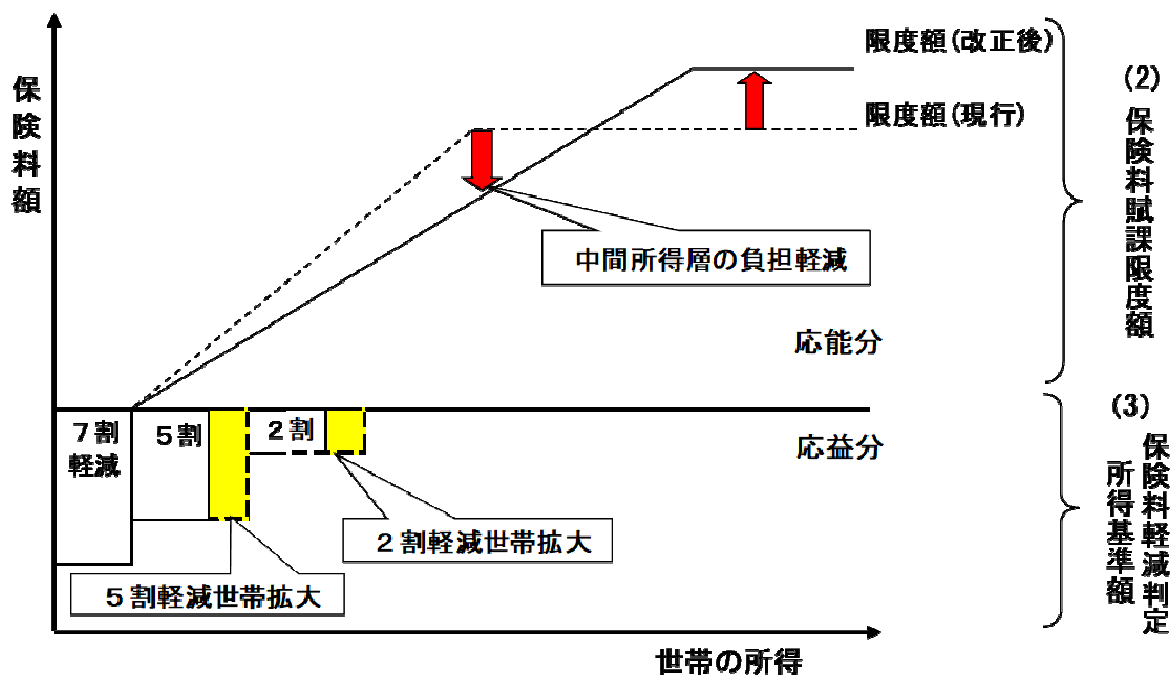 保険料額
限度額(改正後)
限度額(現行)
(2)
保険料賦課限度額
中間所得層の負担軽減
応能分
7割
軽減
5割
2割
応益分
(3)
保険料軽減判定
所得基準額
2割軽減世帯拡大
5割軽減世帯拡大
世帯の所得